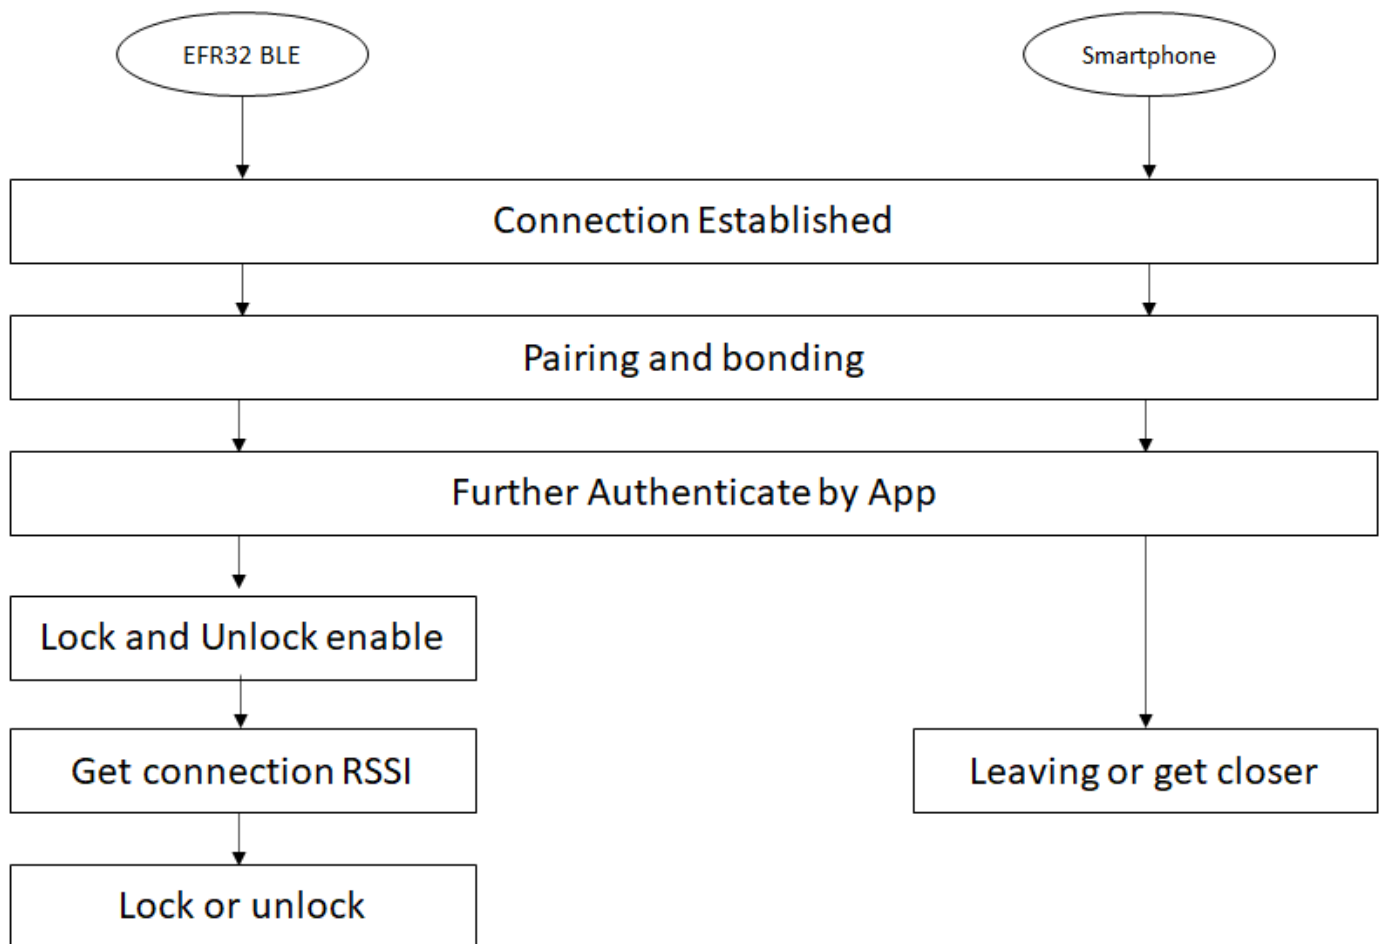 EFR32 BLE
Smartphone
Connection Established
Pairing and bonding
Further Authenticate by App
Lock and Unlock enable
Get connection RSSI
Leaving or get closer
Lock or unlock